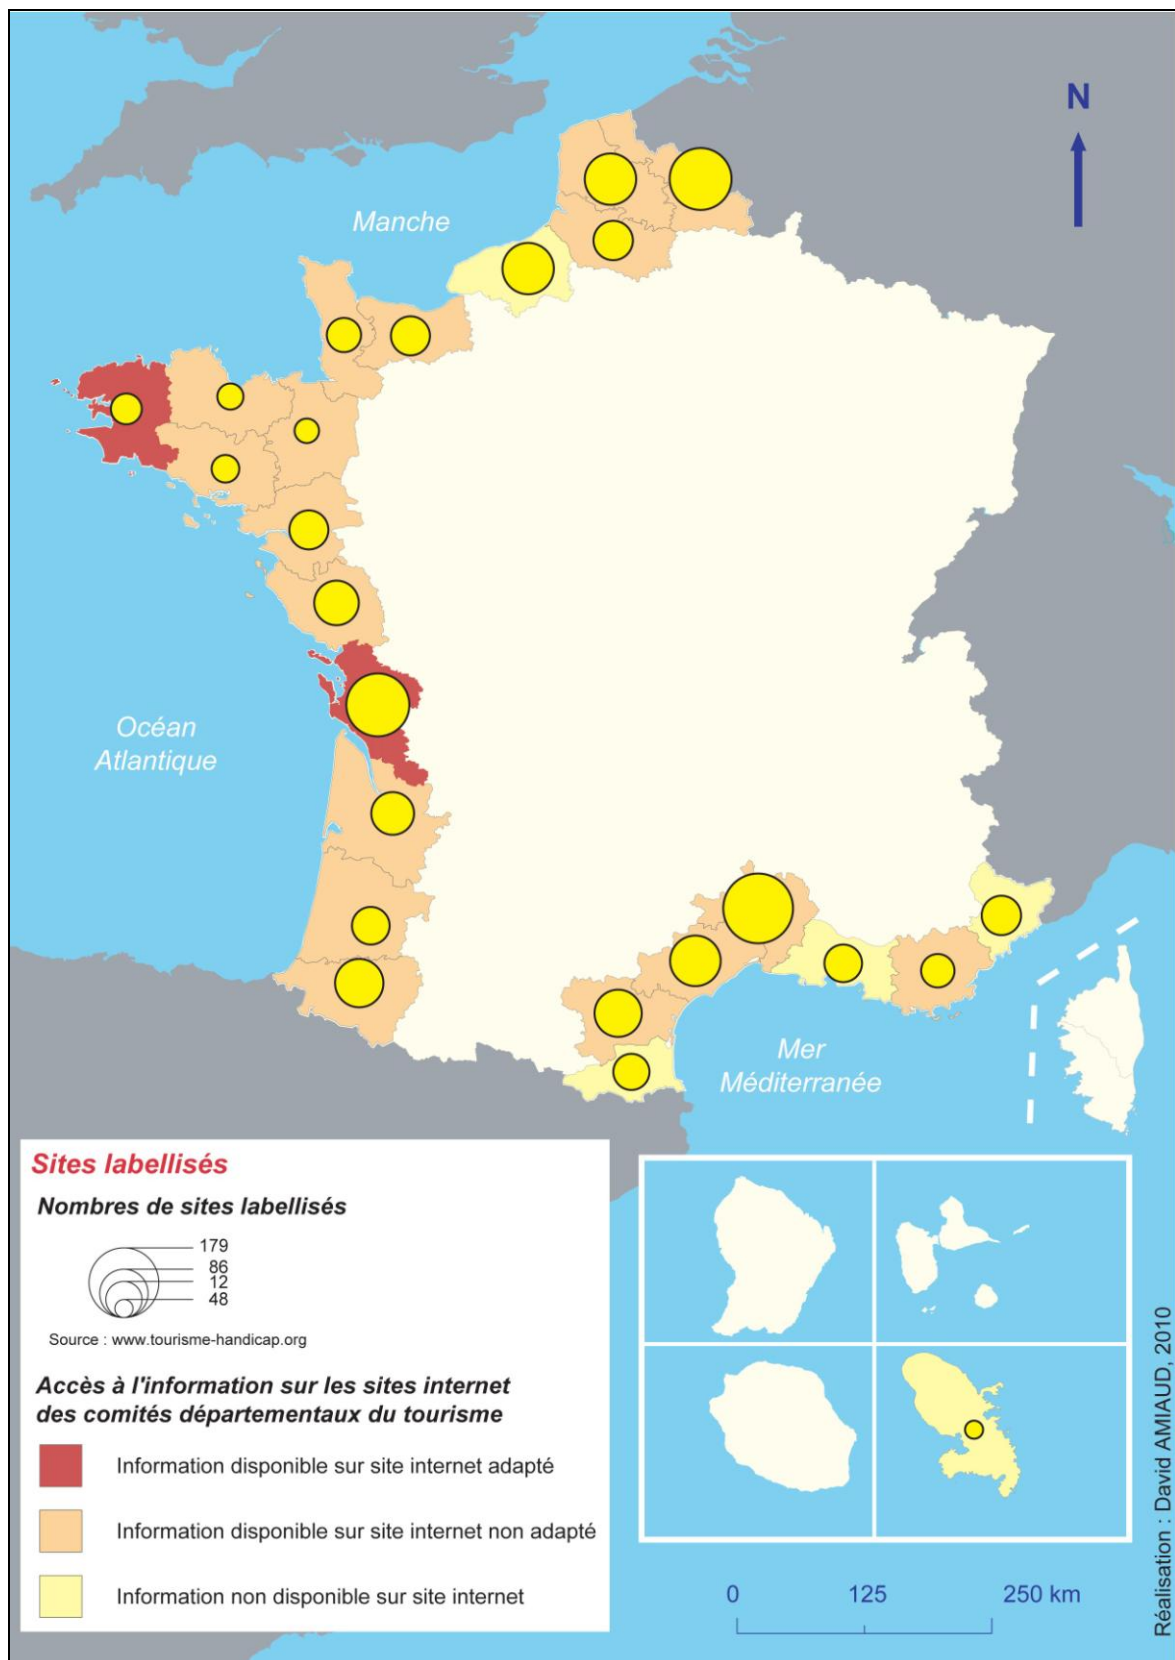 N
Manche
Océan
Atlantique
Mer
Méditerranée
Sites labellisés
Nombres de sites labellisés
179
86
12
48
Source : www.tourisme-handicap.org
Accès à l'information sur les sites internet
des comités départementaux du tourisme
Information disponible sur site internet adapté
Information disponible sur site internet non adapté
Information non disponible sur site internet
0 125 250 km
Réalisation : David AMIAUD, 2010